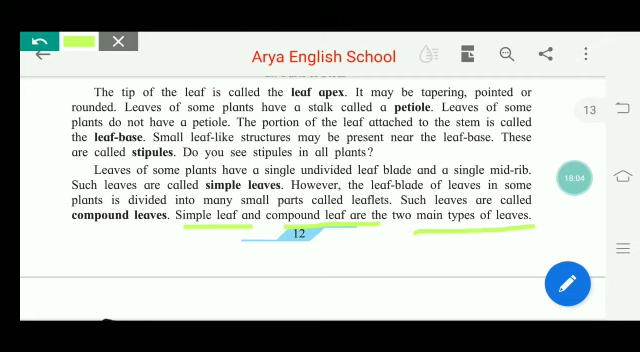 Arya English School
The tip of the leaf is called the leaf apex. It may be tapering, pointed or
rounded. Leaves of some plants have a stalk called a petiole. Leaves of some
plants do not have a petiole. The portion of the leaf attached to the stem is called
the leaf-base. Small leaf-like structures may be present near the leaf-base. These
are called stipules. Do you see stipules in all plants?
Leaves of some plants have a single undivided leaf blade and a single mid-rib.
Such leaves are called simple leaves. However, the leaf-blade of leaves in some
plants is divided into many small parts called leaflets. Such leaves are called
compound leaves. Simple leaf and compound leaf are the two main types of leaves.
12
13
18:04